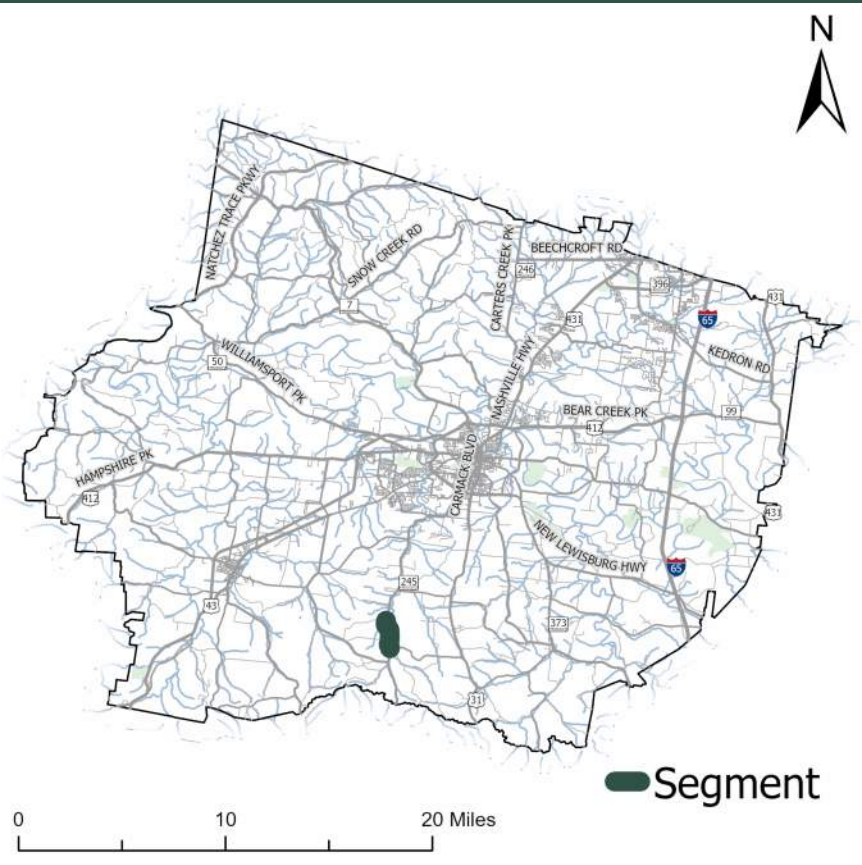 N
NATCHEZ TRACE PKWY
SNOW CREEK RD
CARTERS CREEK PK
BEECHCROFT RD
246
396
431
7
431
65
NASHVILLE HWY
KEDRON RD
50
WILLIAMSPORT PK
BEAR CREEK PK
99
412
CARMACK BLVD
HAMPSHIRE PK
412
431
NEW LEWISBURG HWY
65
245
43
373
31
Segment
0 10 20 Miles